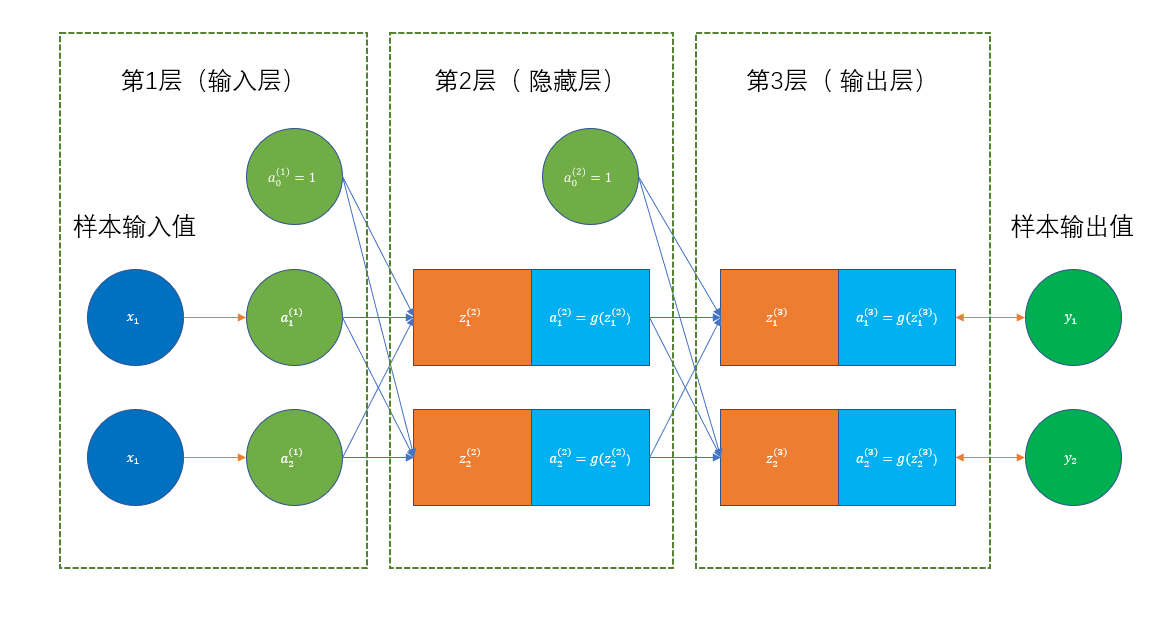 第1层（输入层）
第2层（ 隐藏层）
第3层（ 输出层）
a_0^{(1)} = 1
a_0^{(2)} = 1
样本输入值
样本输出值
x_1
a_1^{(1)}
z_1^{(2)}
a_1^{(2)} = g(z_1^{(2)})
z_1^{(3)}
a_1^{(3)} = g(z_1^{(3)})
y_1
x_1
a_2^{(1)}
z_2^{(2)}
a_2^{(2)} = g(z_2^{(2)})
z_2^{(3)}
a_2^{(3)} = g(z_2^{(3)})
y_2